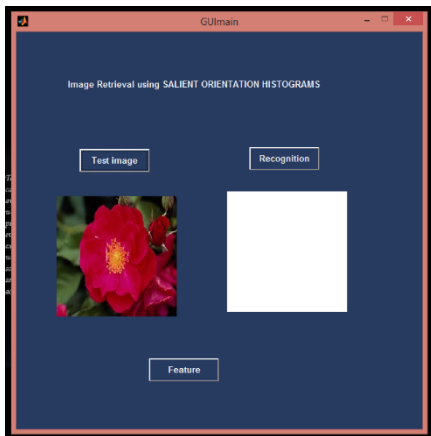 GUImain
Image Retrieval using SALIENT ORIENTATION HISTOGRAMS
Test image
Recognition
Feature